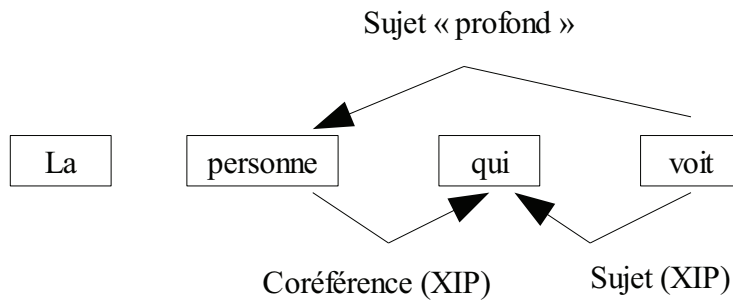 Sujet « profond »
La personne qui voit
Coréférence (XIP) Sujet (XIP)